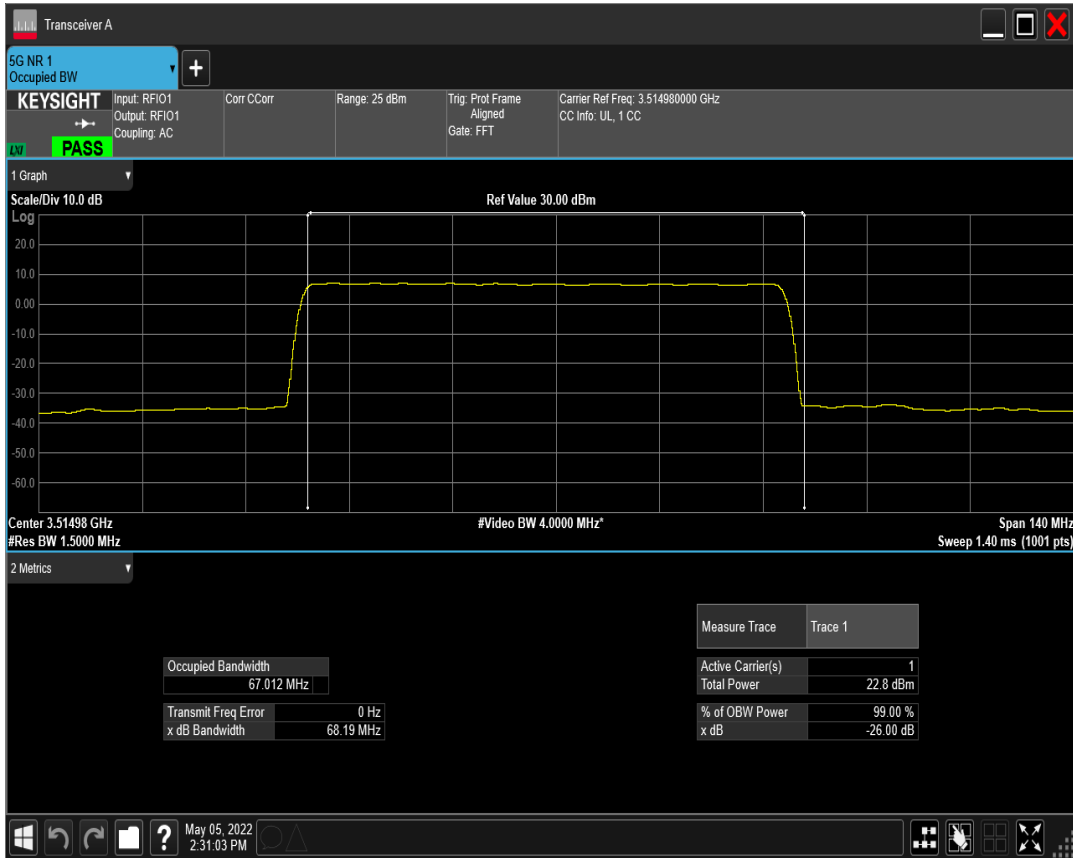 Transceiver A
5G NR 1
Occupied BW
+
KEYSIGHT
LXI
PASS
Input: RFIO1
Output: RFIO1
Coupling: AC
Corr CCorr
Range: 25 dBm
Trig: Prot Frame
Aligned
Gate: FFT
Carrier Ref Freq: 3.514980000 GHz
CC Info: UL, 1 CC
1 Graph
Scale/Div 10.0 dB
Ref Value 30.00 dBm
Log
20.0
10.0
0.00
-10.0
-20.0
-30.0
-40.0
-50.0
-60.0
Center 3.51498 GHz
#Video BW 4.0000 MHz*
Span 140 MHz
#Res BW 1.5000 MHz
Sweep 1.40 ms (1001 pts)
2 Metrics
Measure Trace Trace 1
Occupied Bandwidth
67.012 MHz
Active Carrier(s) 1
Total Power 22.8 dBm
Transmit Freq Error 0 Hz
x dB Bandwidth 68.19 MHz
% of OBW Power 99.00 %
x dB -26.00 dB
?
May 05, 2022
2:31:03 PM